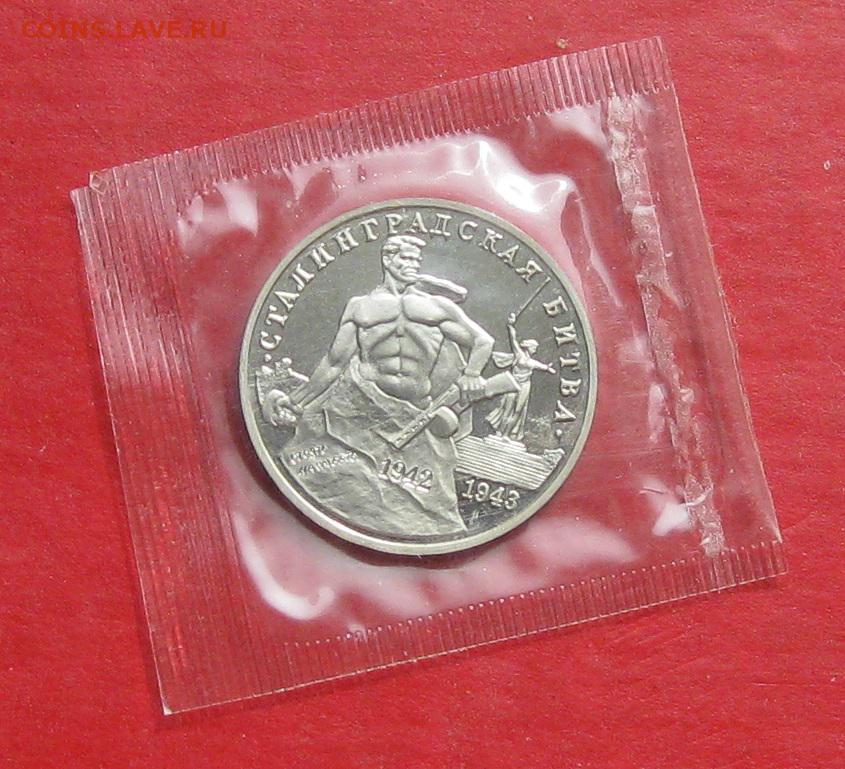 COINS.LAVE.RU
·СТАЛИНГРАДСКАЯ БИТВА·
1942
1943